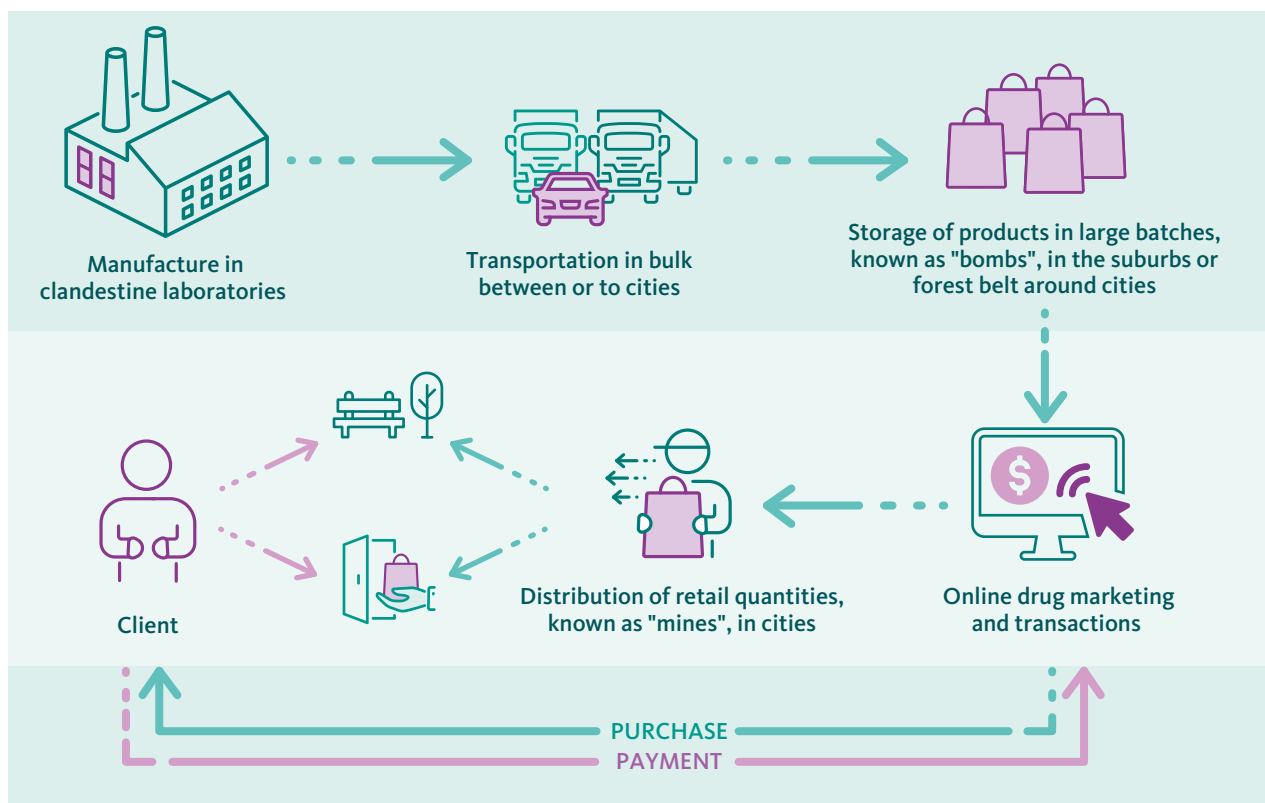 Manufacture in
clandestine laboratories
Transportation in bulk
between or to cities
Storage of products in large batches,
known as "bombs", in the suburbs or
forest belt around cities
Client
Distribution of retail quantities,
known as "mines", in cities
$
Online drug marketing
and transactions
PURCHASE
PAYMENT